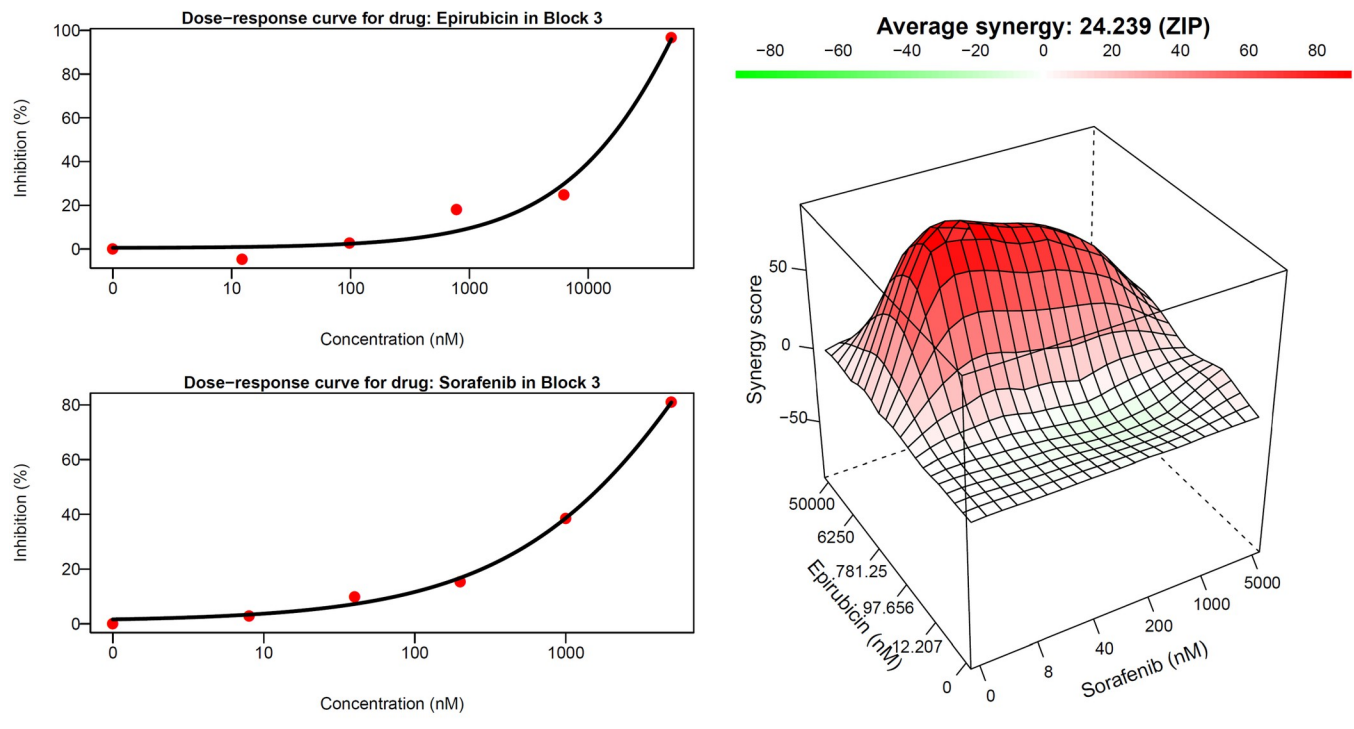 Dose−response curve for drug: Epirubicin in Block 3
Inhibition (%)
100
80
60
40
20
0
0 10 100 1000 10000
Concentration (nM)
Dose−response curve for drug: Sorafenib in Block 3
Inhibition (%)
80
60
40
20
0
0 10 100 1000
Concentration (nM)
Average synergy: 24.239 (ZIP)
−80 −60 −40 −20 0 20 40 60 80
Synergy score
50
0
−50
50000
6250
781.25
97.656
12.207
0
Epirubicin (nM)
0
8
40
200
1000
5000
Sorafenib (nM)